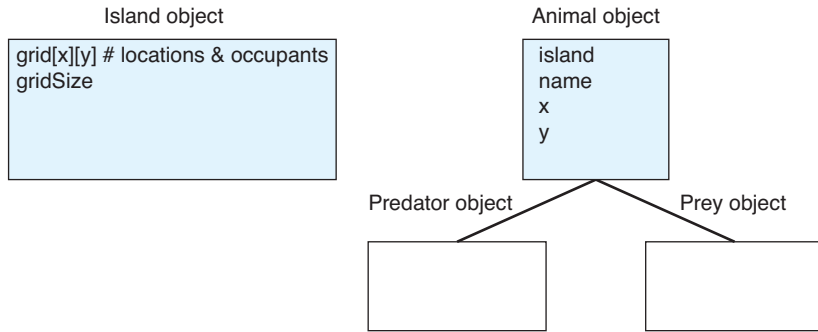 Island object
grid[x][y] # locations & occupants
gridSize
Animal object
island
name
x
y
Predator object
Prey object